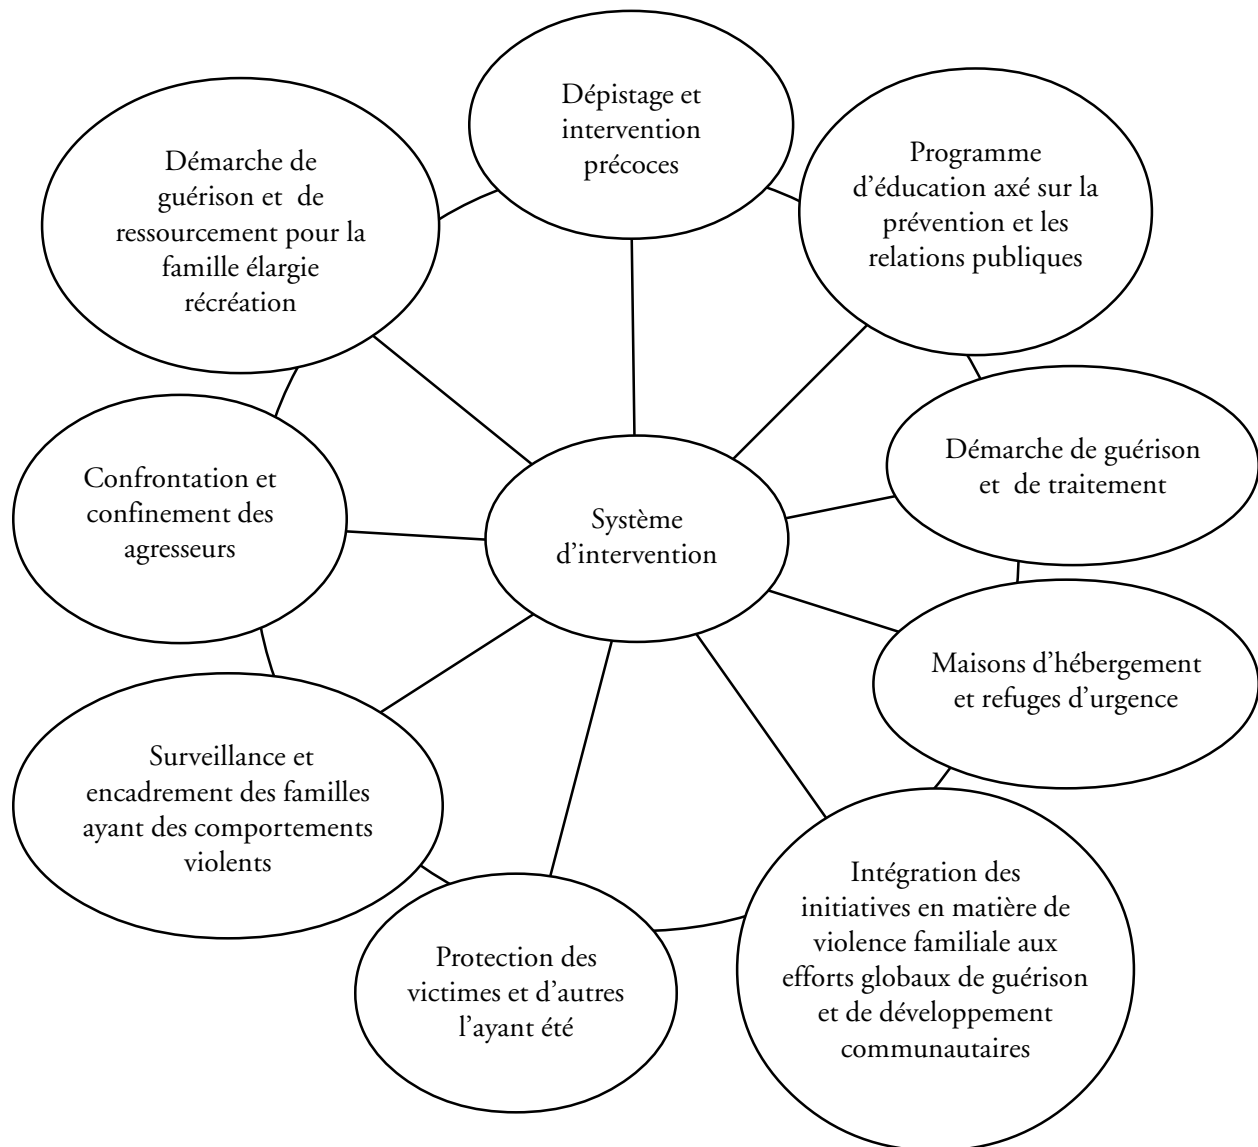 Dépistage et
intervention
précoces
Programme
d’éducation axé sur la
prévention et les
relations publiques
Démarche de guérison
et  de traitement
Maisons d’hébergement
et refuges d’urgence
Intégration des
initiatives en matière de
violence familiale aux
efforts globaux de guérison
et de développement
communautaires
Protection des
victimes et d’autres
l’ayant été
Surveillance et
encadrement des familles
ayant des comportements
violents
Confrontation et
confinement des
agresseurs
Démarche de
guérison et  de
ressourcement pour la
famille élargie
récréation
Système
d’intervention